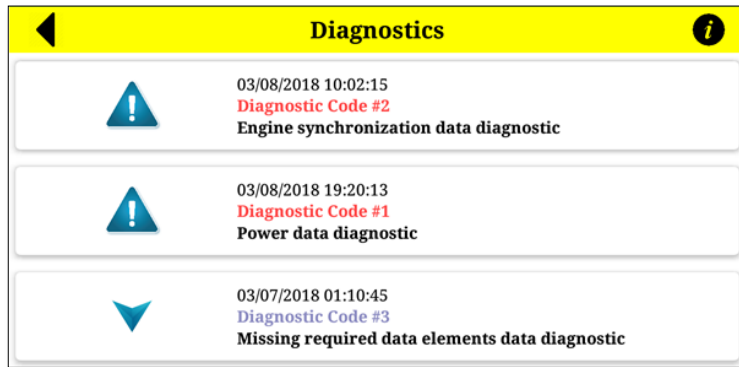 Diagnostics
i
03/08/2018 10:02:15
Diagnostic Code #2
Engine synchronization data diagnostic
03/08/2018 19:20:13
Diagnostic Code #1
Power data diagnostic
03/07/2018 01:10:45
Diagnostic Code #3
Missing required data elements data diagnostic